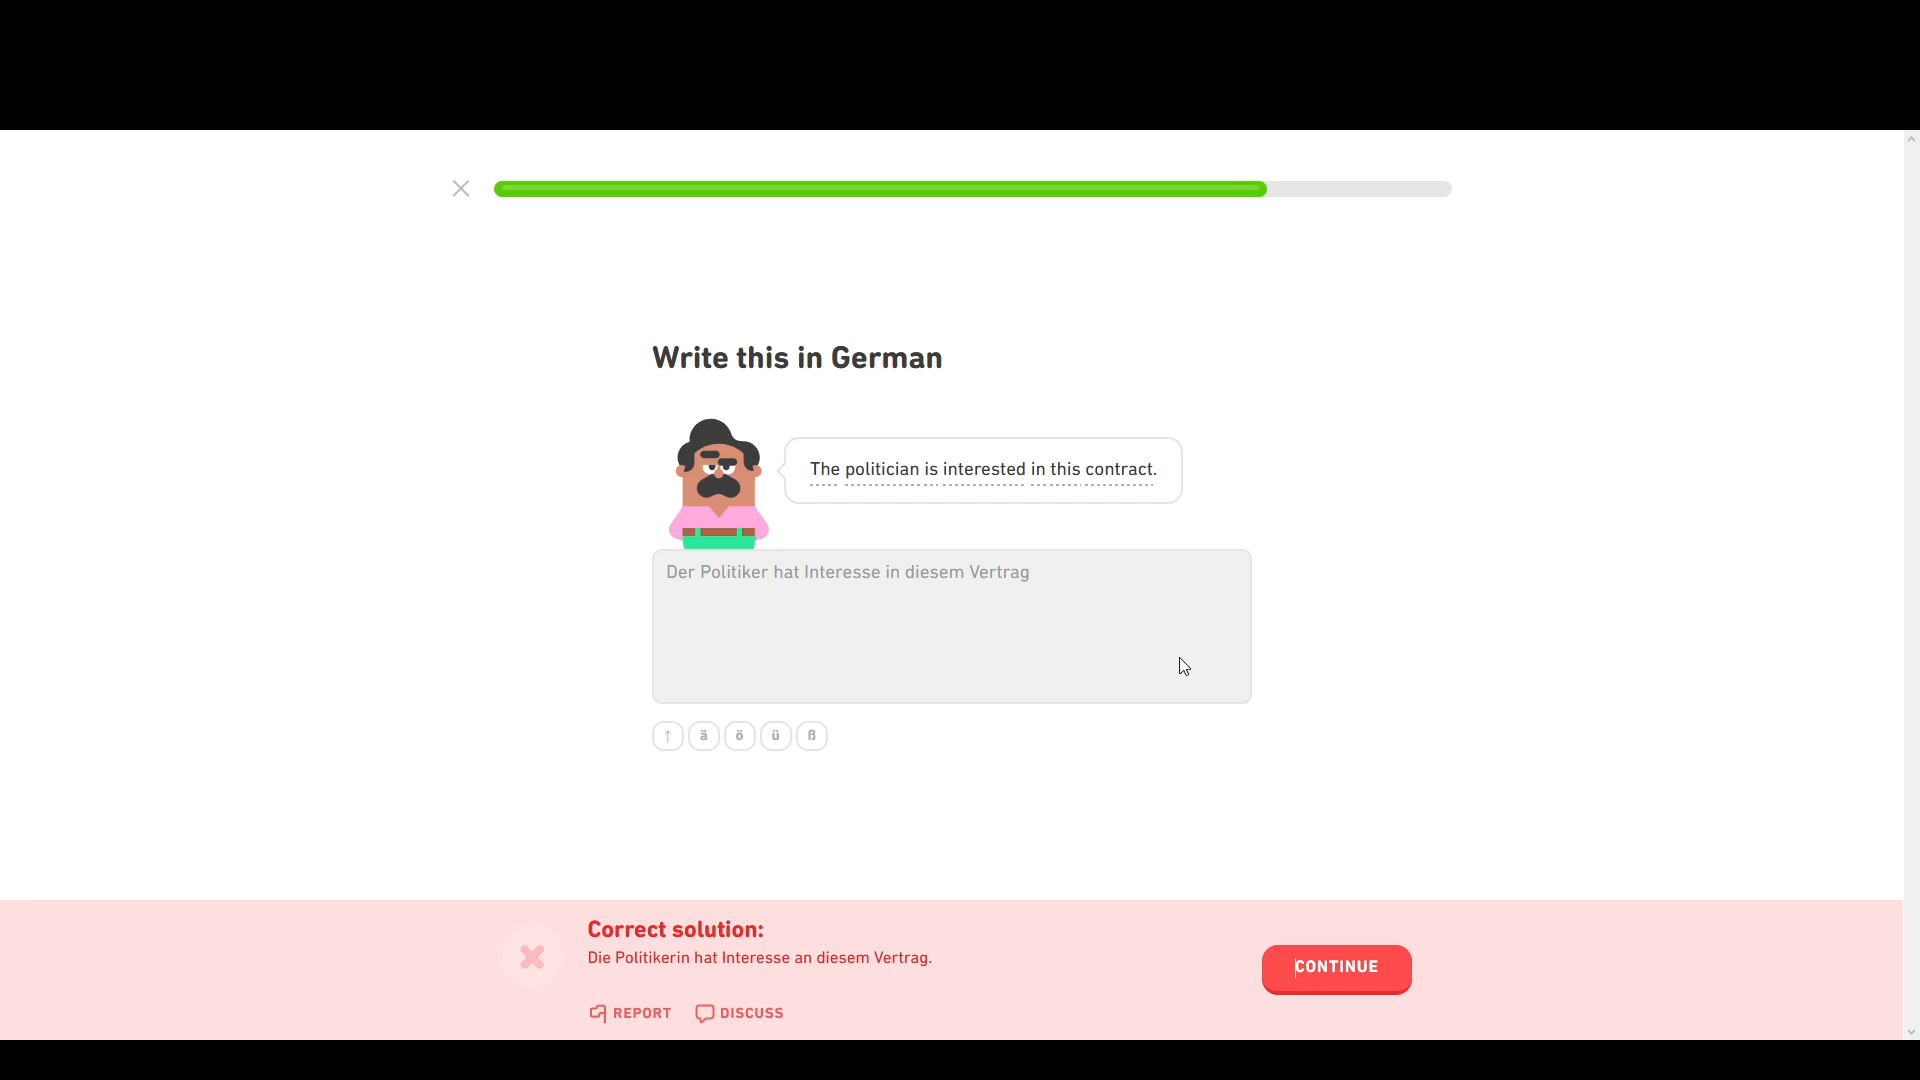 Write this in German
The politician is interested in this contract.
Der Politiker hat Interesse in diesem Vertrag
↑ ä ö ü ß
Correct solution:
Die Politikerin hat Interesse an diesem Vertrag.
CONTINUE
REPORT DISCUSS